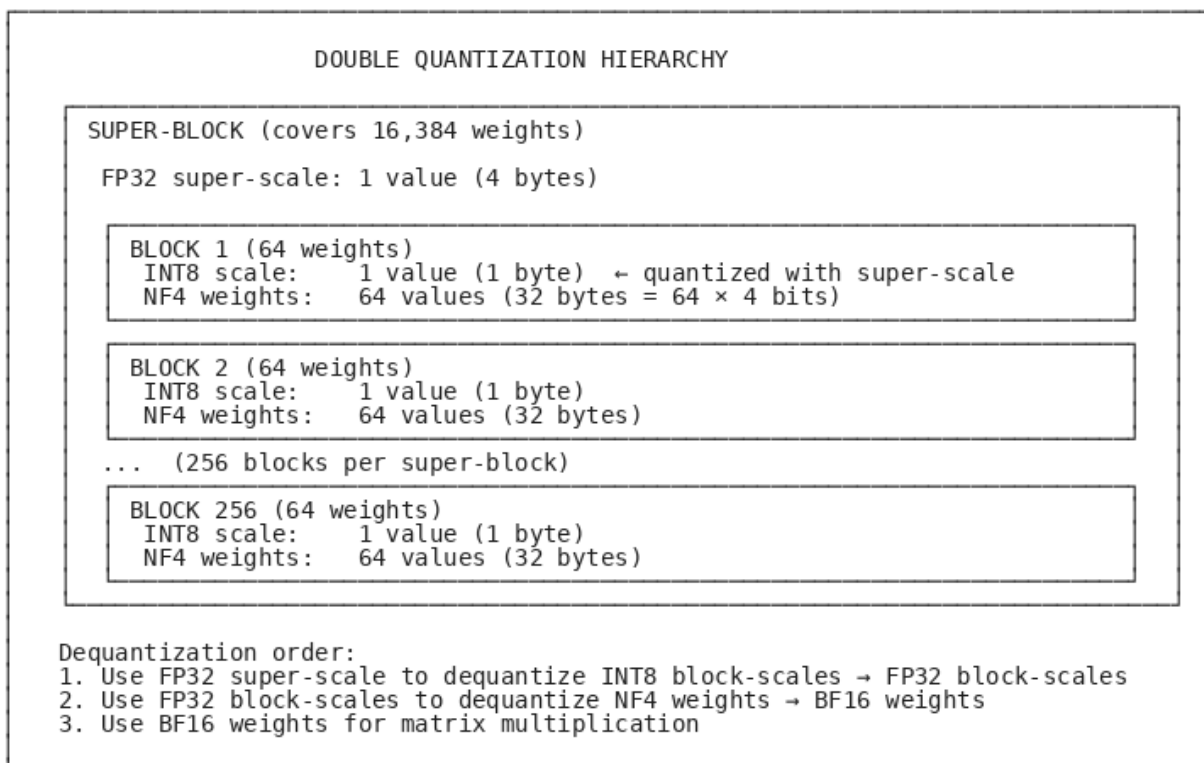 DOUBLE QUANTIZATION HIERARCHY
SUPER-BLOCK (covers 16,384 weights)
FP32 super-scale: 1 value (4 bytes)
BLOCK 1 (64 weights)
INT8 scale:    1 value (1 byte)  ← quantized with super-scale
NF4 weights:   64 values (32 bytes = 64 × 4 bits)
BLOCK 2 (64 weights)
INT8 scale:    1 value (1 byte)
NF4 weights:   64 values (32 bytes)
...  (256 blocks per super-block)
BLOCK 256 (64 weights)
INT8 scale:    1 value (1 byte)
NF4 weights:   64 values (32 bytes)
Dequantization order:
1. Use FP32 super-scale to dequantize INT8 block-scales → FP32 block-scales
2. Use FP32 block-scales to dequantize NF4 weights → BF16 weights
3. Use BF16 weights for matrix multiplication